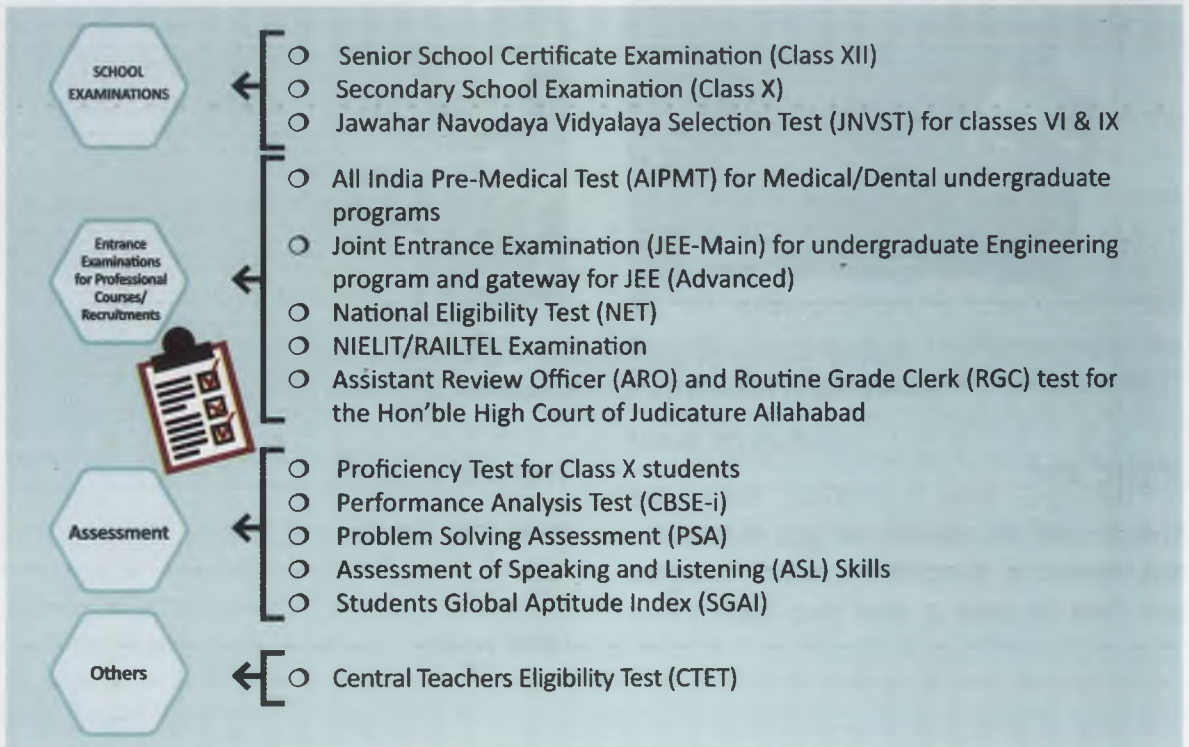 SCHOOL
EXAMINATIONS
Senior School Certificate Examination (Class XII)
Secondary School Examination (Class X)
Jawahar Navodaya Vidyalaya Selection Test (JNVST) for classes VI & IX
Entrance
Examinations
for Professional
Courses/
Recruitments
All India Pre-Medical Test (AIPMT) for Medical/Dental undergraduate
programs
Joint Entrance Examination (JEE-Main) for undergraduate Engineering
program and gateway for JEE (Advanced)
National Eligibility Test (NET)
NIELIT/RAILTEL Examination
Assistant Review Officer (ARO) and Routine Grade Clerk (RGC) test for
the Hon'ble High Court of Judicature Allahabad
Assessment
Proficiency Test for Class X students
Performance Analysis Test (CBSE-i)
Problem Solving Assessment (PSA)
Assessment of Speaking and Listening (ASL) Skills
Students Global Aptitude Index (SGAI)
Others
Central Teachers Eligibility Test (CTET)